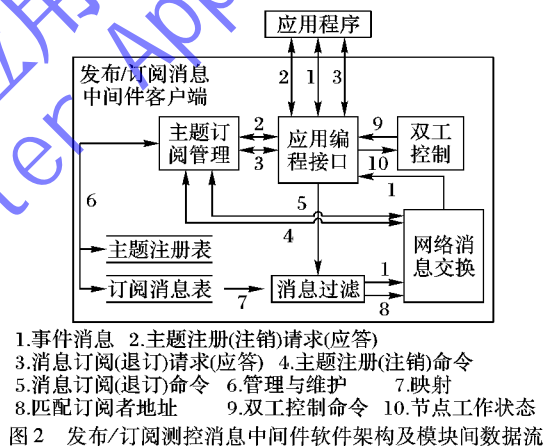 应用程序
2 1 3
发布/订阅消息
中间件客户端
主题订
阅管理
2
3
应用编
程接口
9
10
双工
控制
1
6
5
4
网络消
息交换
主题注册表
订阅消息表
7
消息过滤
1
8
1.事件消息 2.主题注册(注销)请求(应答)
3.消息订阅(退订)请求(应答) 4.主题注册(注销)命令
5.消息订阅(退订)命令 6.管理与维护 7.映射
8.匹配订阅者地址 9.双工控制命令 10.节点工作状态
图2 发布/订阅测控消息中间件软件架构及模块间数据流